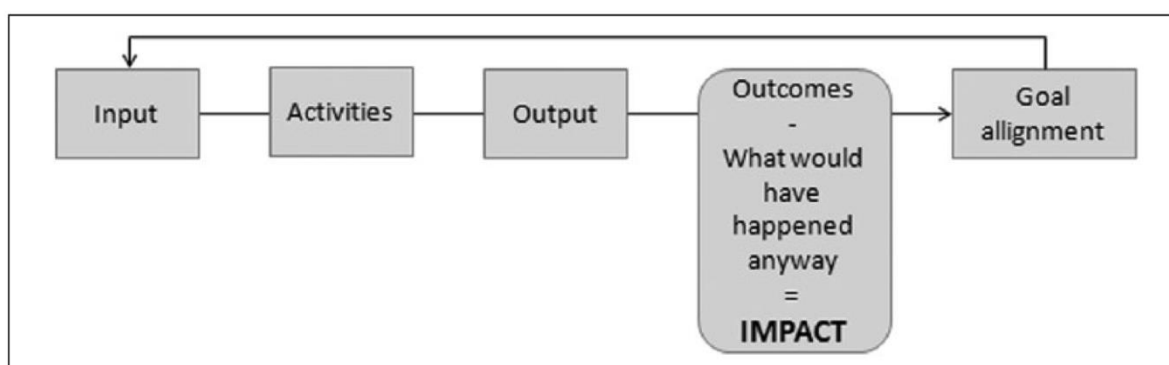 Input
Activities
Output
Outcomes
-
What would
have
happened
anyway
=
IMPACT
Goal
allignment